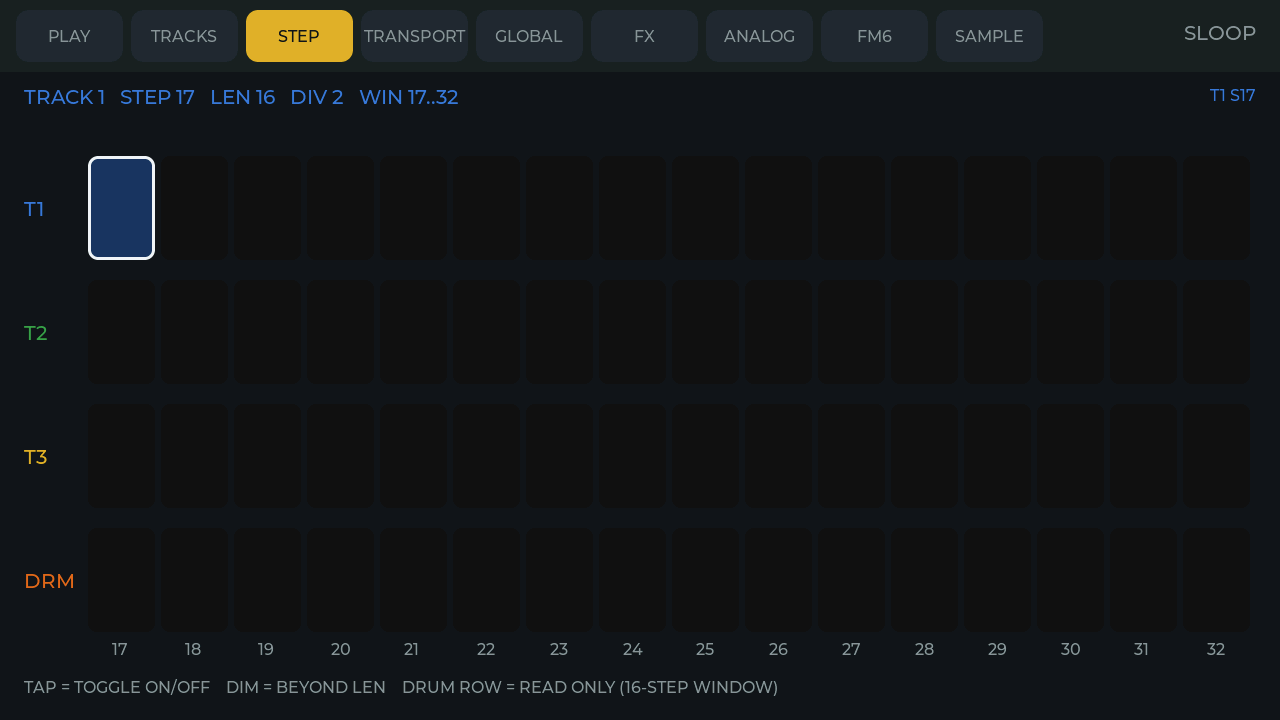 PLAY TRACKS STEP TRANSPORT GLOBAL FX ANALOG FM6 SAMPLE SLOOP
TRACK 1 STEP 17 LEN 16 DIV 2 WIN 17..32 T1 S17
T1
T2
T3
DRM
17 18 19 20 21 22 23 24 25 26 27 28 29 30 31 32
TAP = TOGGLE ON/OFF DIM = BEYOND LEN DRUM ROW = READ ONLY (16-STEP WINDOW)